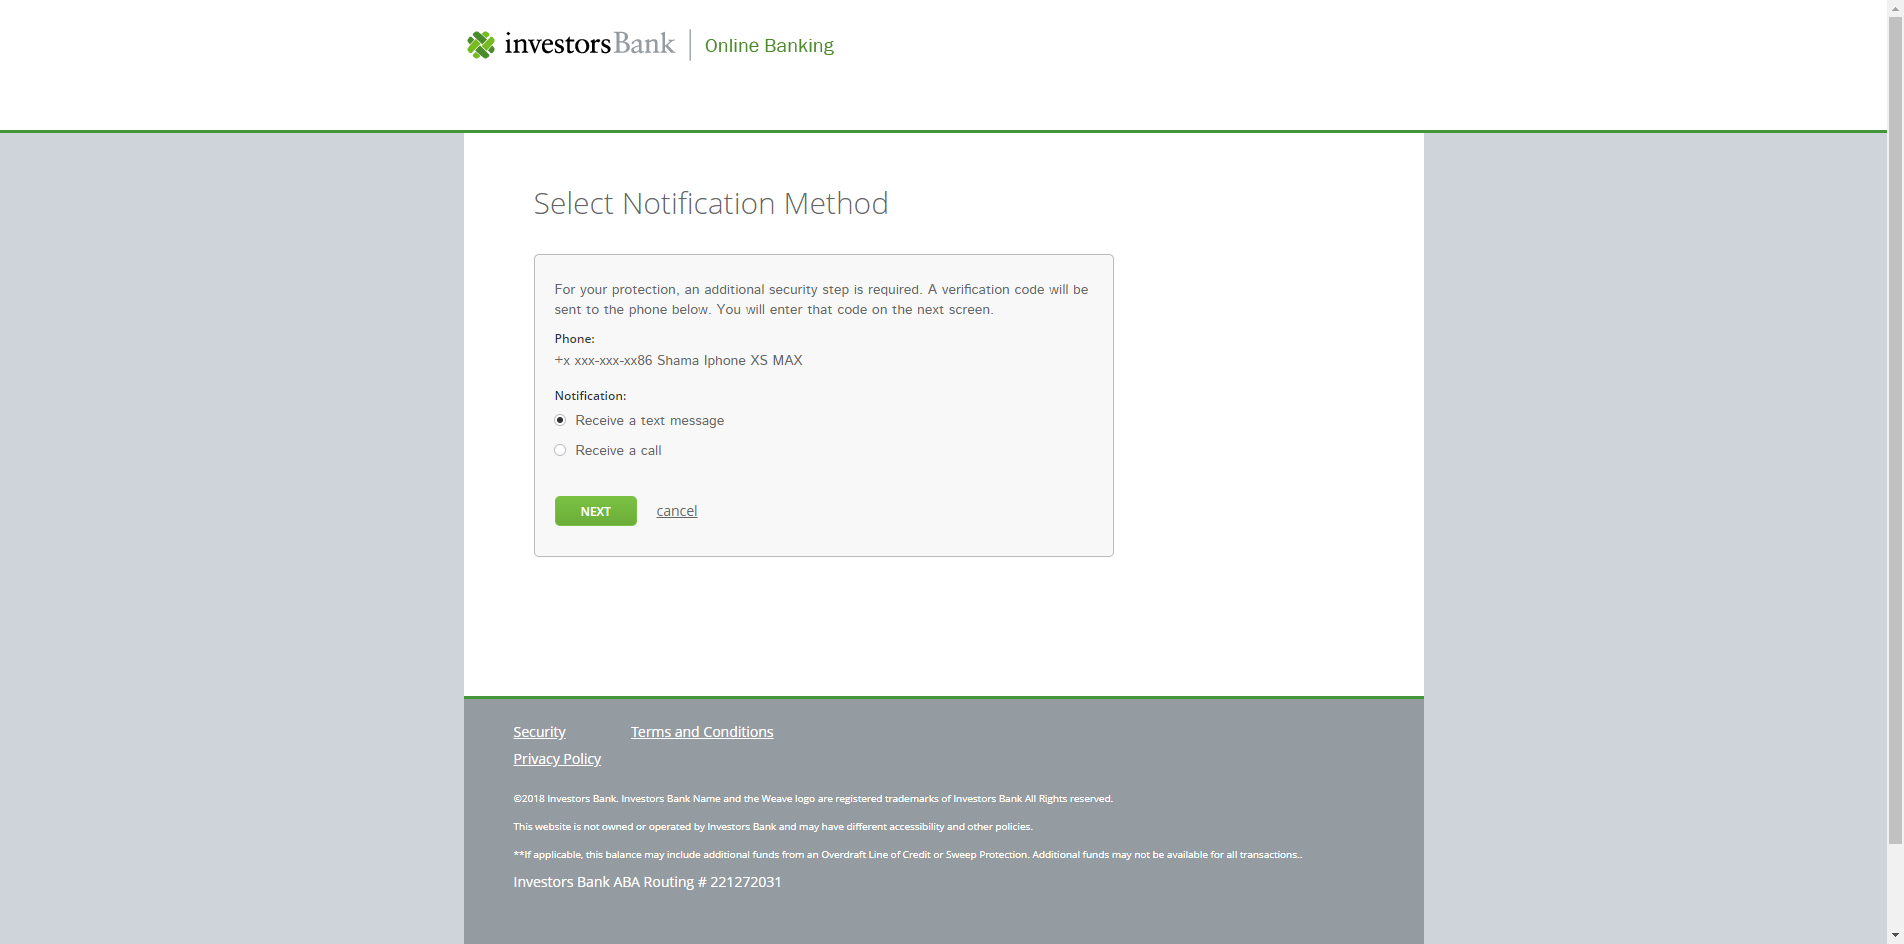 investorsBank Online Banking
Select Notification Method
For your protection, an additional security step is required. A verification code will be
sent to the phone below. You will enter that code on the next screen.
Phone:
+x xxx-xxx-xx86 Shama Iphone XS MAX
Notification:
Receive a text message
Receive a call
NEXT cancel
Security Terms and Conditions
Privacy Policy
©2018 Investors Bank. Investors Bank Name and the Weave logo are registered trademarks of Investors Bank All Rights reserved.
This website is not owned or operated by Investors Bank and may have different accessibility and other policies.
**If applicable, this balance may include additional funds from an Overdraft Line of Credit or Sweep Protection. Additional funds may not be available for all transactions..
Investors Bank ABA Routing # 221272031